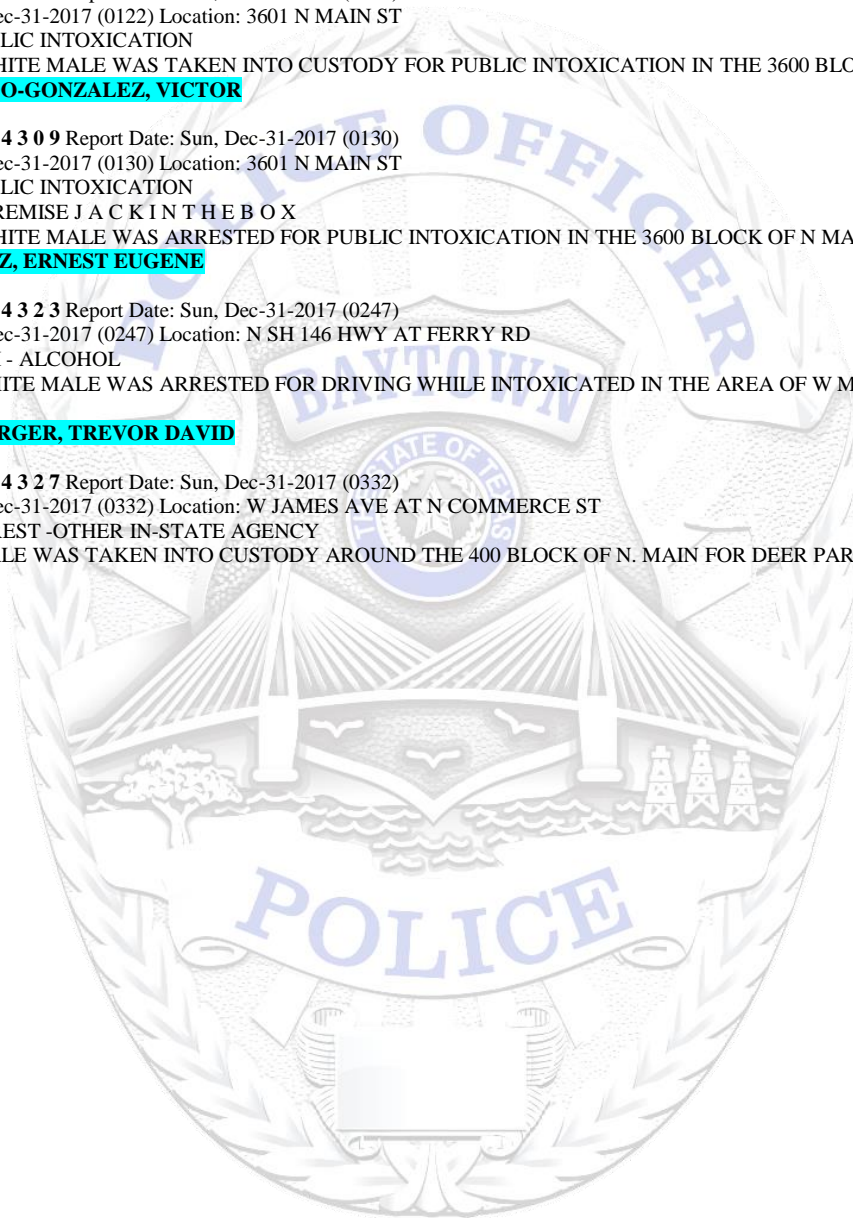 ec-31-2017 (0122) Location: 3601 N MAIN ST
LIC INTOXICATION
HITE MALE WAS TAKEN INTO CUSTODY FOR PUBLIC INTOXICATION IN THE 3600 BLO
O-GONZALEZ, VICTOR
4 3 0 9 Report Date: Sun, Dec-31-2017 (0130)
ec-31-2017 (0130) Location: 3601 N MAIN ST
LIC INTOXICATION
REMISE J A C K I N T H E B O X
HITE MALE WAS ARRESTED FOR PUBLIC INTOXICATION IN THE 3600 BLOCK OF N MA
Z, ERNEST EUGENE
4 3 2 3 Report Date: Sun, Dec-31-2017 (0247)
ec-31-2017 (0247) Location: N SH 146 HWY AT FERRY RD
- ALCOHOL
HITE MALE WAS ARRESTED FOR DRIVING WHILE INTOXICATED IN THE AREA OF W M
RGER, TREVOR DAVID
4 3 2 7 Report Date: Sun, Dec-31-2017 (0332)
ec-31-2017 (0332) Location: W JAMES AVE AT N COMMERCE ST
REST -OTHER IN-STATE AGENCY
LE WAS TAKEN INTO CUSTODY AROUND THE 400 BLOCK OF N. MAIN FOR DEER PAR
POLICE OFFICER
BAYTOWN
THE STATE OF TEXAS
POLICE